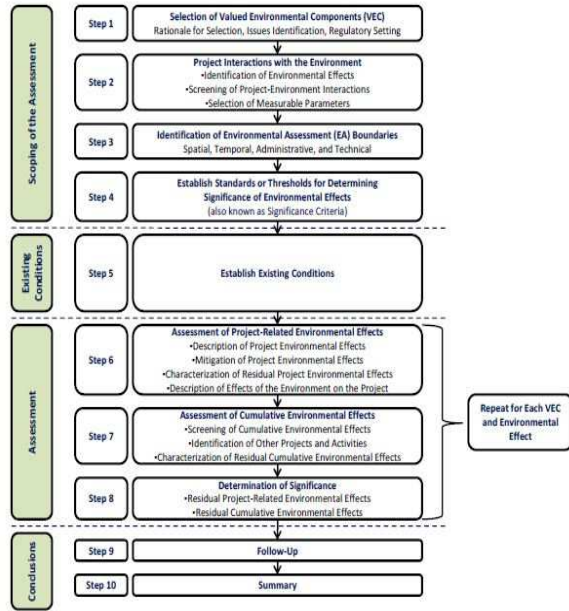 Scoping of the Assessment
Step 1
Selection of Valued Environmental Components (VEC)
Rationale for Selection, Issues Identification, Regulatory Setting
Step 2
Project Interactions with the Environment
•Identification of Environmental Effects
•Screening of Project-Environment Interactions
•Selection of Measurable Parameters
Step 3
Identification of Environmental Assessment (EA) Boundaries
Spatial, Temporal, Administrative, and Technical
Step 4
Establish Standards or Thresholds for Determining
Significance of Environmental Effects
(also known as Significance Criteria)
Existing
Conditions
Step 5
Establish Existing Conditions
Assessment
Step 6
Assessment of Project-Related Environmental Effects
•Description of Project Environmental Effects
•Mitigation of Project Environmental Effects
•Characterization of Residual Project Environmental Effects
•Description of Effects of the Environment on the Project
Step 7
Assessment of Cumulative Environmental Effects
•Screening of Cumulative Environmental Effects
•Identification of Other Projects and Activities
•Characterization of Residual Cumulative Environmental Effects
Step 8
Determination of Significance
•Residual Project-Related Environmental Effects
•Residual Cumulative Environmental Effects
Repeat for Each VEC
and Environmental
Effect
Conclusions
Step 9
Follow-Up
Step 10
Summary